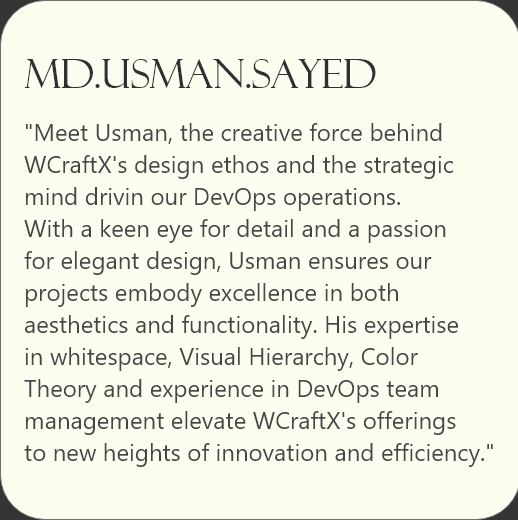 MD.USMAN.SAYED
"Meet Usman, the creative force behind
WCraftX's design ethos and the strategic
mind drivin our DevOps operations.
With a keen eye for detail and a passion
for elegant design, Usman ensures our
projects embody excellence in both
aesthetics and functionality. His expertise
in whitespace, Visual Hierarchy, Color
Theory and experience in DevOps team
management elevate WCraftX's offerings
to new heights of innovation and efficiency."